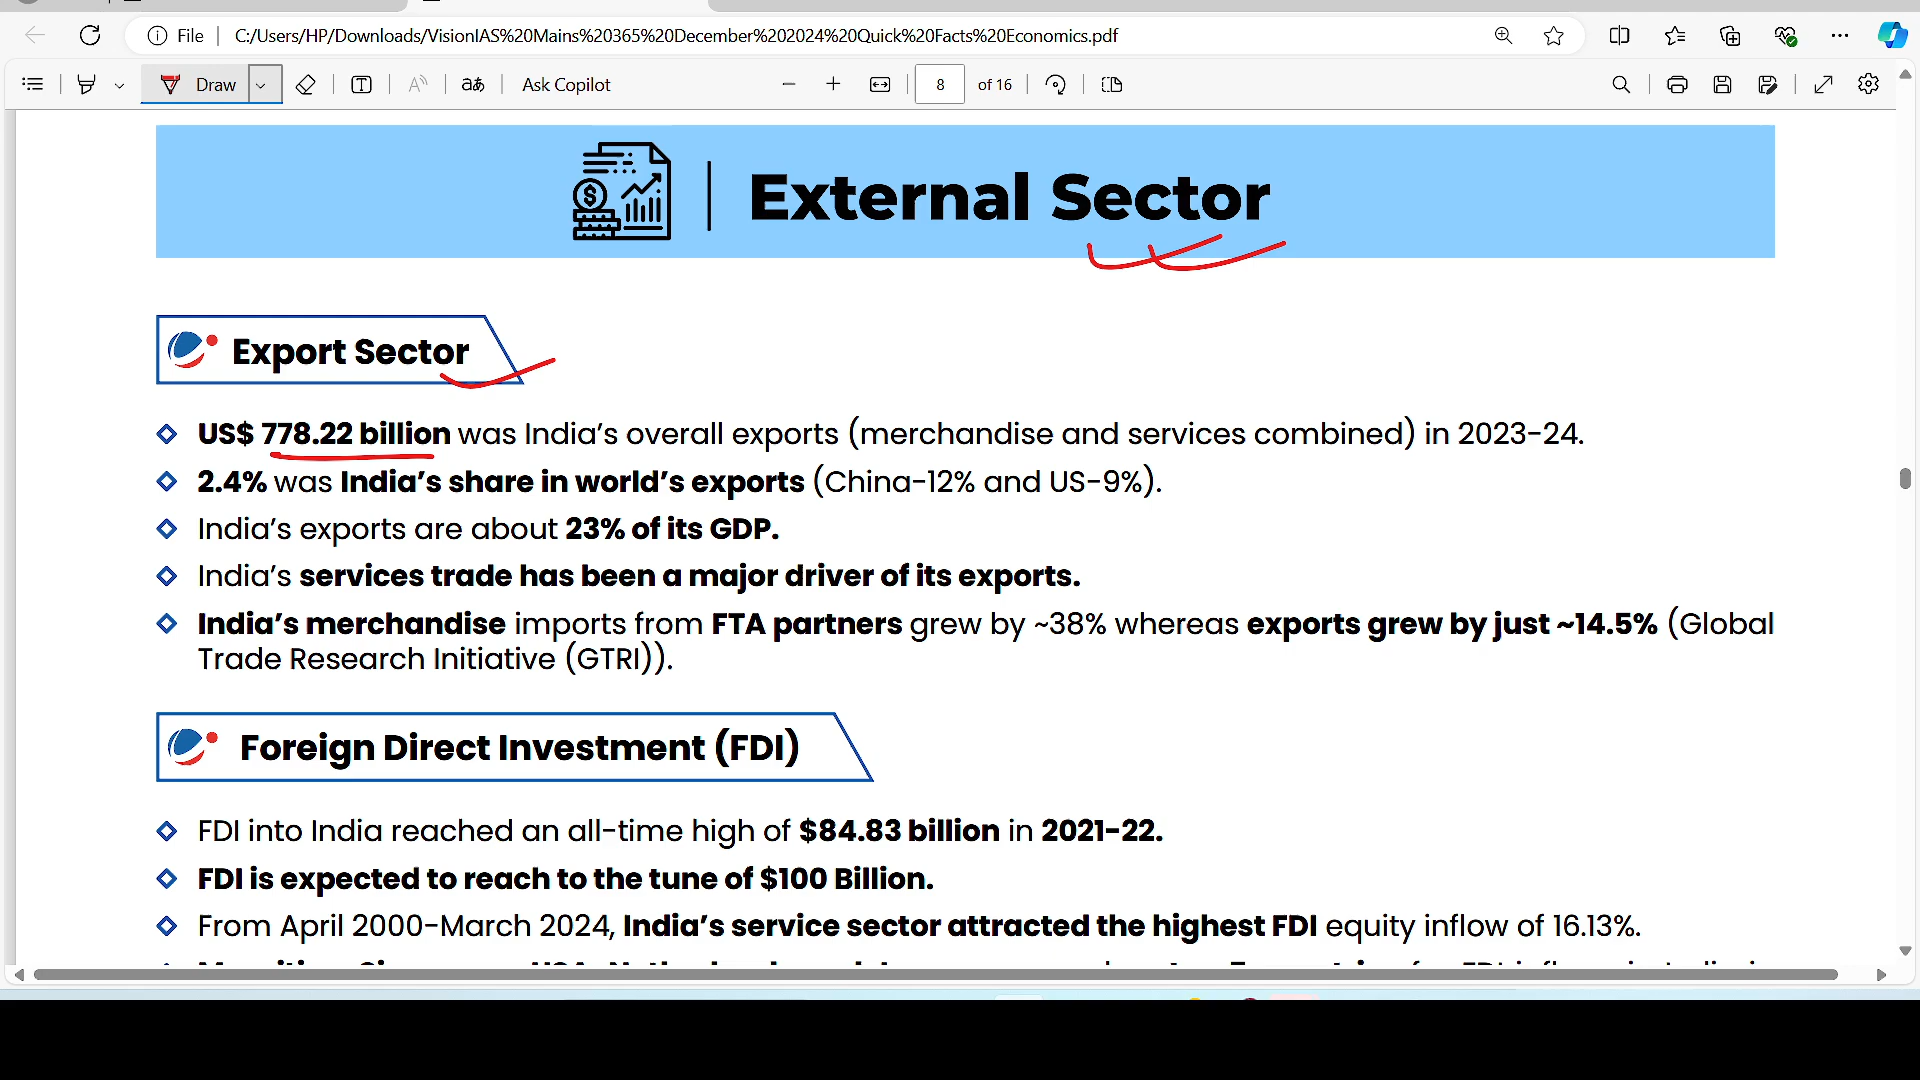 File
C:/Users/HP/Downloads/VisionIAS%20Mains%20365%20December%202024%20Quick%20Facts%20Economics.pdf
Draw
aあ
Ask Copilot
8 of 16
External Sector
Export Sector
US$ 778.22 billion was India's overall exports (merchandise and services combined) in 2023-24.
2.4% was India's share in world's exports (China-12% and US-9%).
India's exports are about 23% of its GDP.
India's services trade has been a major driver of its exports.
India's merchandise imports from FTA partners grew by ~38% whereas exports grew by just ~14.5% (Global
Trade Research Initiative (GTRI)).
Foreign Direct Investment (FDI)
FDI into India reached an all-time high of $84.83 billion in 2021-22.
FDI is expected to reach to the tune of $100 Billion.
From April 2000-March 2024, India's service sector attracted the highest FDI equity inflow of 16.13%.